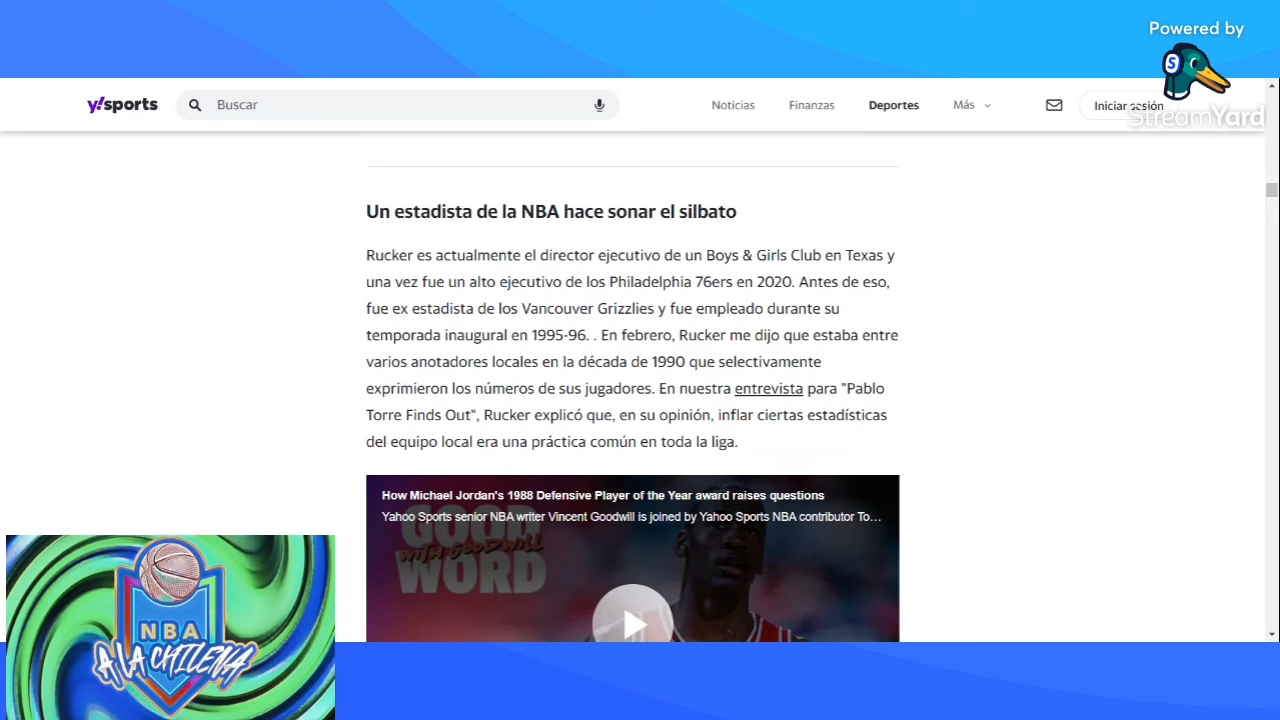 Powered by
S
StreamYard
y!sports
Buscar
Noticias
Finanzas
Deportes
Más
Iniciar sesión
Un estadista de la NBA hace sonar el silbato
Rucker es actualmente el director ejecutivo de un Boys & Girls Club en Texas y
una vez fue un alto ejecutivo de los Philadelphia 76ers en 2020. Antes de eso,
fue ex estadista de los Vancouver Grizzlies y fue empleado durante su
temporada inaugural en 1995-96. . En febrero, Rucker me dijo que estaba entre
varios anotadores locales en la década de 1990 que selectivamente
exprimieron los números de sus jugadores. En nuestra entrevista para "Pablo
Torre Finds Out", Rucker explicó que, en su opinión, inflar ciertas estadísticas
del equipo local era una práctica común en toda la liga.
How Michael Jordan's 1988 Defensive Player of the Year award raises questions
Yahoo Sports senior NBA writer Vincent Goodwill is joined by Yahoo Sports NBA contributor To…
GOOD
WITH GOODWILL
WORD
NBA
A LA CHILENA